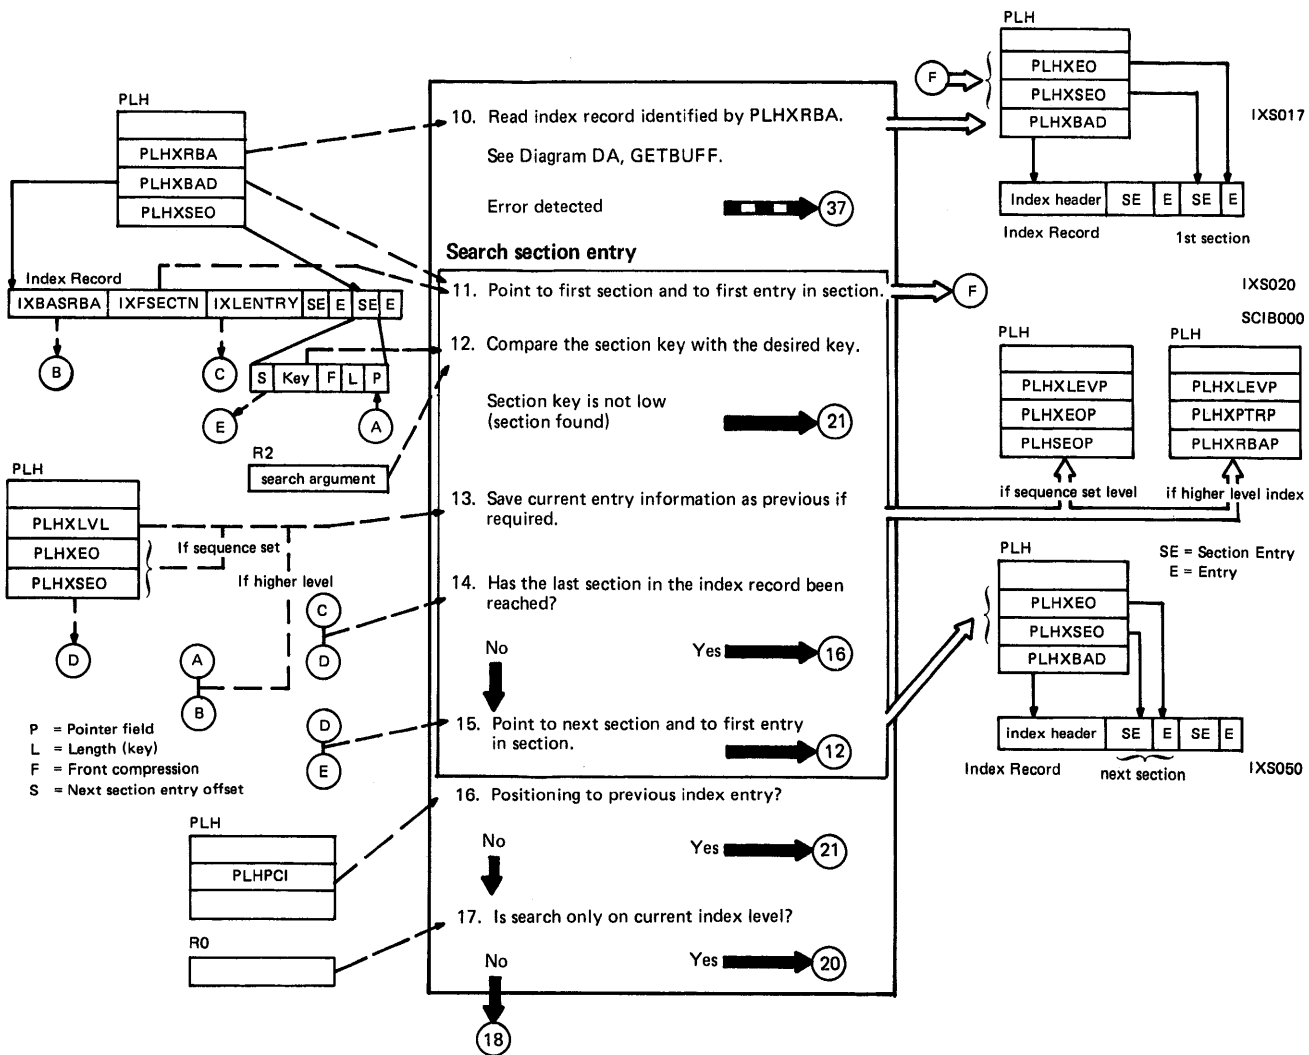 PLH
PLHXRBA
PLHXBAD
PLHXSEO
Index Record
IXBASRBA IXFSECTN IXLENTRY SE E SE E
B
C
S Key F L P
E
A
R2
search argument
PLH
PLHXLVL
PLHXEO
PLHXSEO
If sequence set
If higher level
D
A
B
C
D
D
E
P = Pointer field
L = Length (key)
F = Front compression
S = Next section entry offset
PLH
PLHPCI
R0
10. Read index record identified by PLHXRBA.
See Diagram DA, GETBUFF.
Error detected
37
Search section entry
11. Point to first section and to first entry in section.
F
12. Compare the section key with the desired key.
Section key is not low
(section found)
21
13. Save current entry information as previous if
required.
14. Has the last section in the index record been
reached?
No
Yes
16
15. Point to next section and to first entry
in section.
12
16. Positioning to previous index entry?
No
Yes
21
17. Is search only on current index level?
No
Yes
20
18
PLH
F
PLHXEO
PLHXSEO
PLHXBAD
IXS017
Index header SE E SE E
Index Record
1st section
IXS020
SCIB000
PLH
PLHXLEVP
PLHXEOP
PLHSEOP
PLH
PLHXLEVP
PLHXPTRP
PLHXRBAP
if sequence set level
if higher level index
SE = Section Entry
E = Entry
PLH
PLHXEO
PLHXSEO
PLHXBAD
index header SE E SE E
Index Record
next section
IXS050